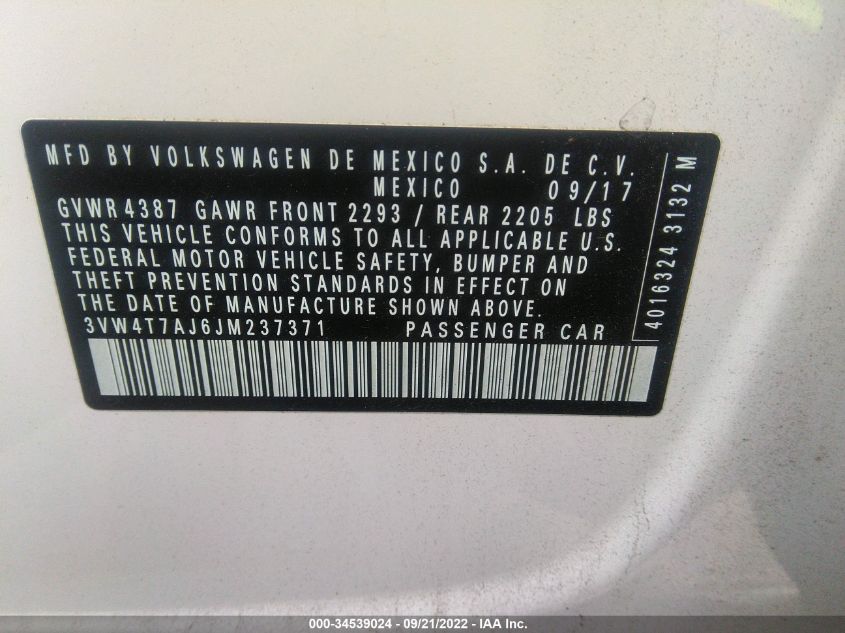 MFD BY VOLKSWAGEN DE MEXICO S.A. DE C.V.
MEXICO 09/17
GVWR 4387 GAWR FRONT 2293 / REAR 2205 LBS
THIS VEHICLE CONFORMS TO ALL APPLICABLE U.S.
FEDERAL MOTOR VEHICLE SAFETY, BUMPER AND
THEFT PREVENTION STANDARDS IN EFFECT ON
THE DATE OF MANUFACTURE SHOWN ABOVE.
3VW4T7AJ6JM237371 PASSENGER CAR
4016324 3132 M
000-34539024 - 09/21/2022 - IAA Inc.